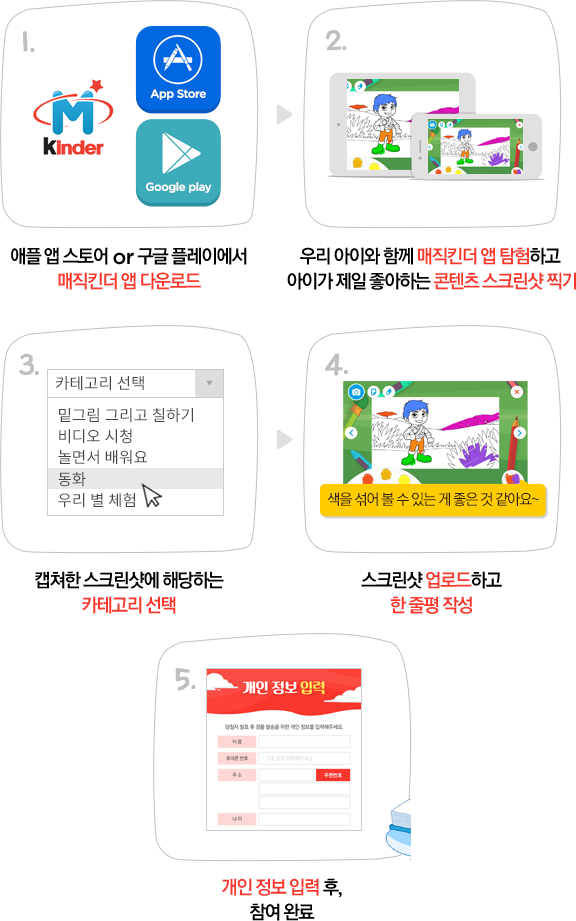 1.
App Store
M
Kinder
Google play
애플 앱 스토어 or 구글 플레이에서
매직킨더 앱 다운로드
2.
우리 아이와 함께 매직킨더 앱 탐험하고
아이가 제일 좋아하는 콘텐츠 스크린샷 찍기
3.
카테고리 선택
밑그림 그리고 칠하기
비디오 시청
놀면서 배워요
동화
우리 별 체험
캡쳐한 스크린샷에 해당하는
카테고리 선택
4.
색을 섞어 볼 수 있는 게 좋은 것 같아요~
스크린샷 업로드하고
한 줄평 작성
5.
개인 정보 입력
당첨자 발표 후 경품 발송을 위한 개인 정보를 입력해주세요.
이 름
휴대폰 번호
주 소
우편번호
나 이
개인 정보 입력 후,
참여 완료